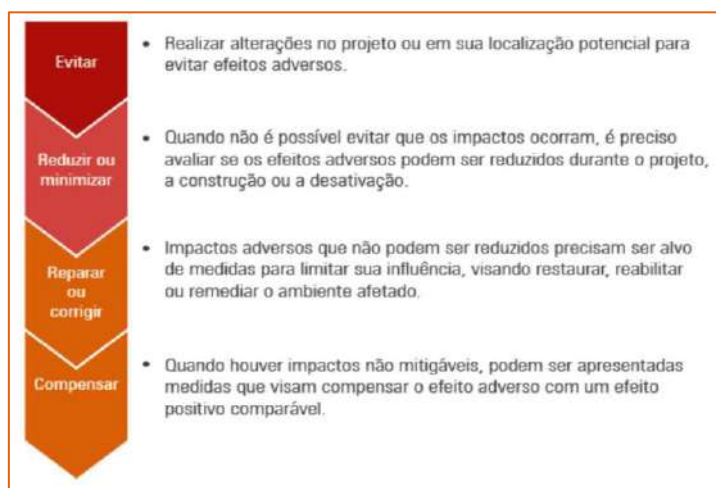 Evitar
• Realizar alterações no projeto ou em sua localização potencial para
evitar efeitos adversos.
Reduzir ou
minimizar
• Quando não é possível evitar que os impactos ocorram, é preciso
avaliar se os efeitos adversos podem ser reduzidos durante o projeto,
a construção ou a desativação.
Reparar
ou
corrigir
• Impactos adversos que não podem ser reduzidos precisam ser alvo
de medidas para limitar sua influência, visando restaurar, reabilitar
ou remediar o ambiente afetado.
Compensar
• Quando houver impactos não mitigáveis, podem ser apresentadas
medidas que visam compensar o efeito adverso com um efeito
positivo comparável.